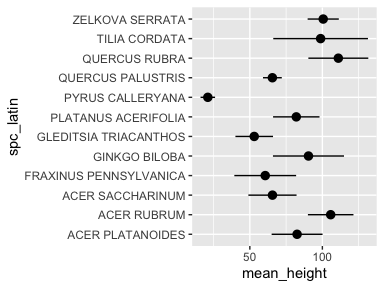 ZELKOVA SERRATA
TILIA CORDATA
QUERCUS RUBRA
QUERCUS PALUSTRIS
PYRUS CALLERYANA
PLATANUS ACERIFOLIA
GLEDITSIA TRIACANTHOS
GINKGO BILOBA
FRAXINUS PENNSYLVANICA
ACER SACCHARINUM
ACER RUBRUM
ACER PLATANOIDES
spc_latin
50 100
mean_height